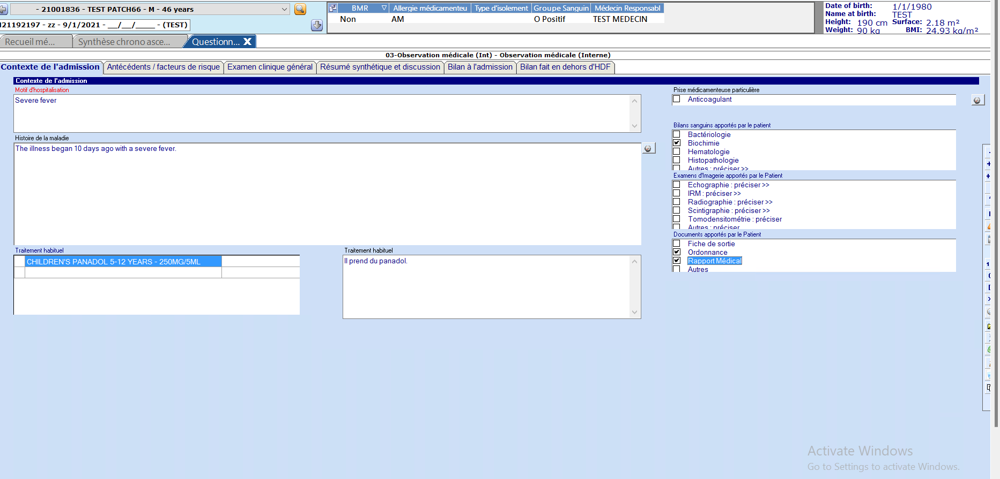 - 21001836 - TEST PATCH66 - M - 46 years
21192197 - zz - 9/1/2021 - __/__/____ - (TEST)
BMR Allergie médicamenteu Type d'isolement Groupe Sanguin Médecin Responsabl
Non AM O Positif TEST MEDECIN
Date of birth: 1/1/1980
Name at birth: TEST
Height: 190 cm Surface: 2.18 m²
Weight: 90 kg BMI: 24.93 kg/m²
Recueil mé... Synthèse chrono asce... Questionn... X
03-Observation médicale (Int) - Observation médicale (Interne)
Contexte de l'admission Antécédents / facteurs de risque Examen clinique général Résumé synthétique et discussion Bilan à l'admission Bilan fait en dehors d'HDF
Contexte de l'admission
Motif d'hospitalisation
Severe fever
Histoire de la maladie
The illness began 10 days ago with a severe fever.
Traitement habituel
CHILDREN'S PANADOL 5-12 YEARS - 250MG/5ML
Traitement habituel
Il prend du panadol.
Prise médicamenteuse particulière
Anticoagulant
Bilans sanguins apportés par le patient
Bactériologie
Biochimie
Hematologie
Histopathologie
Autres : préciser >>
Examens d'Imagerie apportés par le Patient
Echographie : préciser >>
IRM : préciser >>
Radiographie : préciser >>
Scintigraphie : préciser >>
Tomodensitométrie : préciser
Autres : préciser
Documents apportés par le Patient
Fiche de sortie
Ordonnance
Rapport Médical
Autres
Activate Windows
Go to Settings to activate Windows.